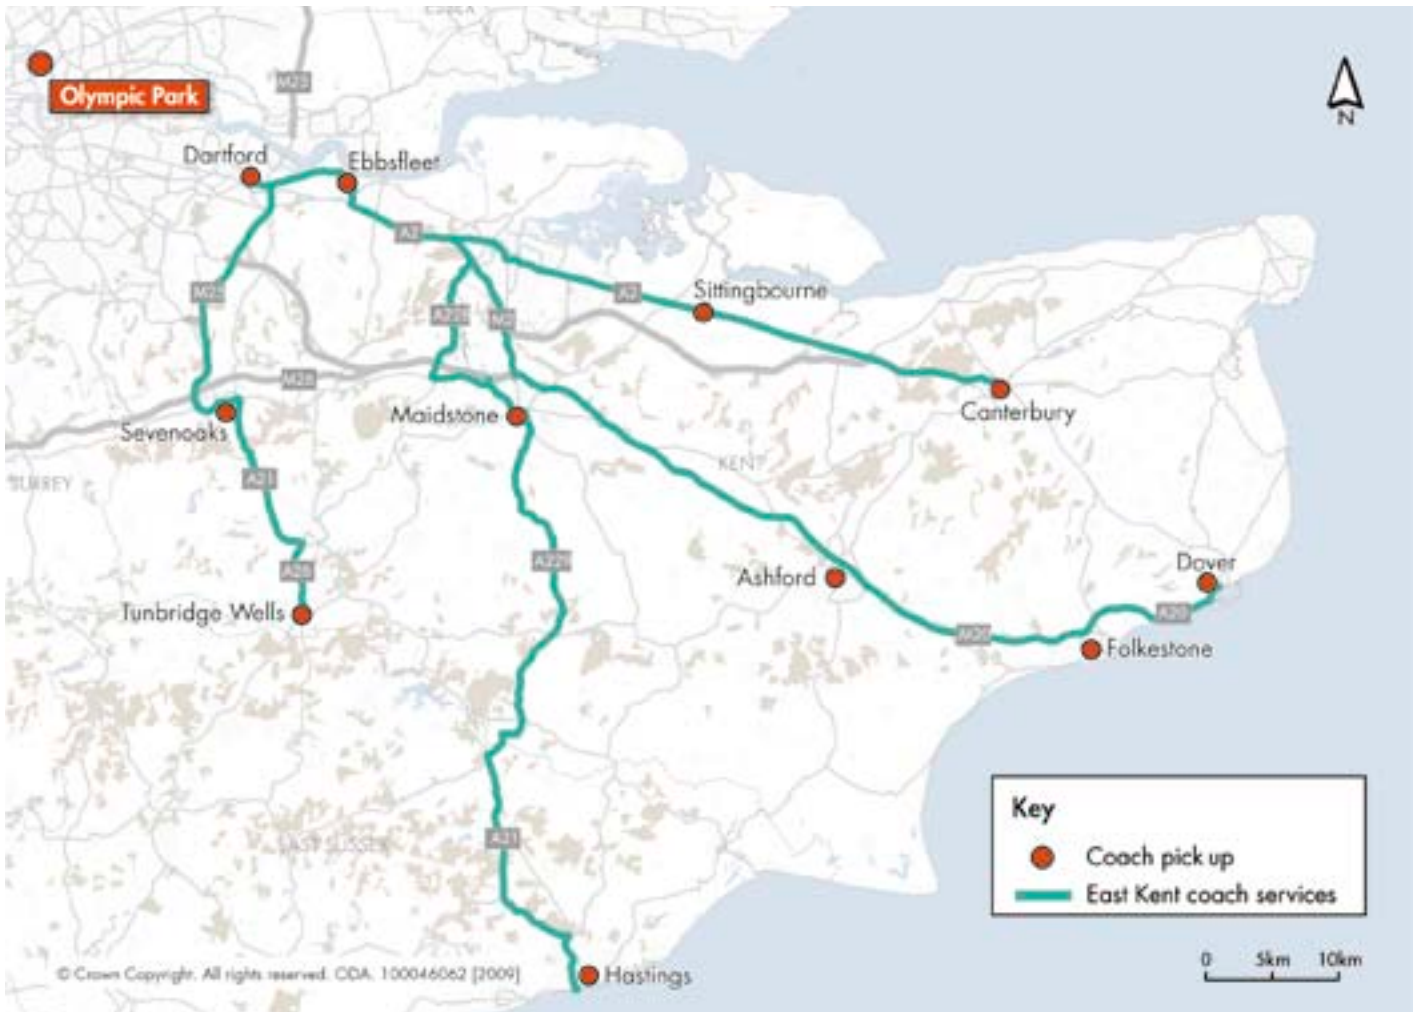 Olympic Park
M25
Dartford
Ebbsfleet
A2
M25
A229
M2
A2
Sittingbourne
M26
Sevenoaks
Maidstone
Canterbury
SURREY
KENT
A21
A26
A229
Tunbridge Wells
Ashford
Dover
A20
M20
Folkestone
N
EAST SUSSEX
A21
Hastings
Key
Coach pick up
East Kent coach services
0 5km 10km
© Crown Copyright. All rights reserved. ODA. 100046062 [2009]